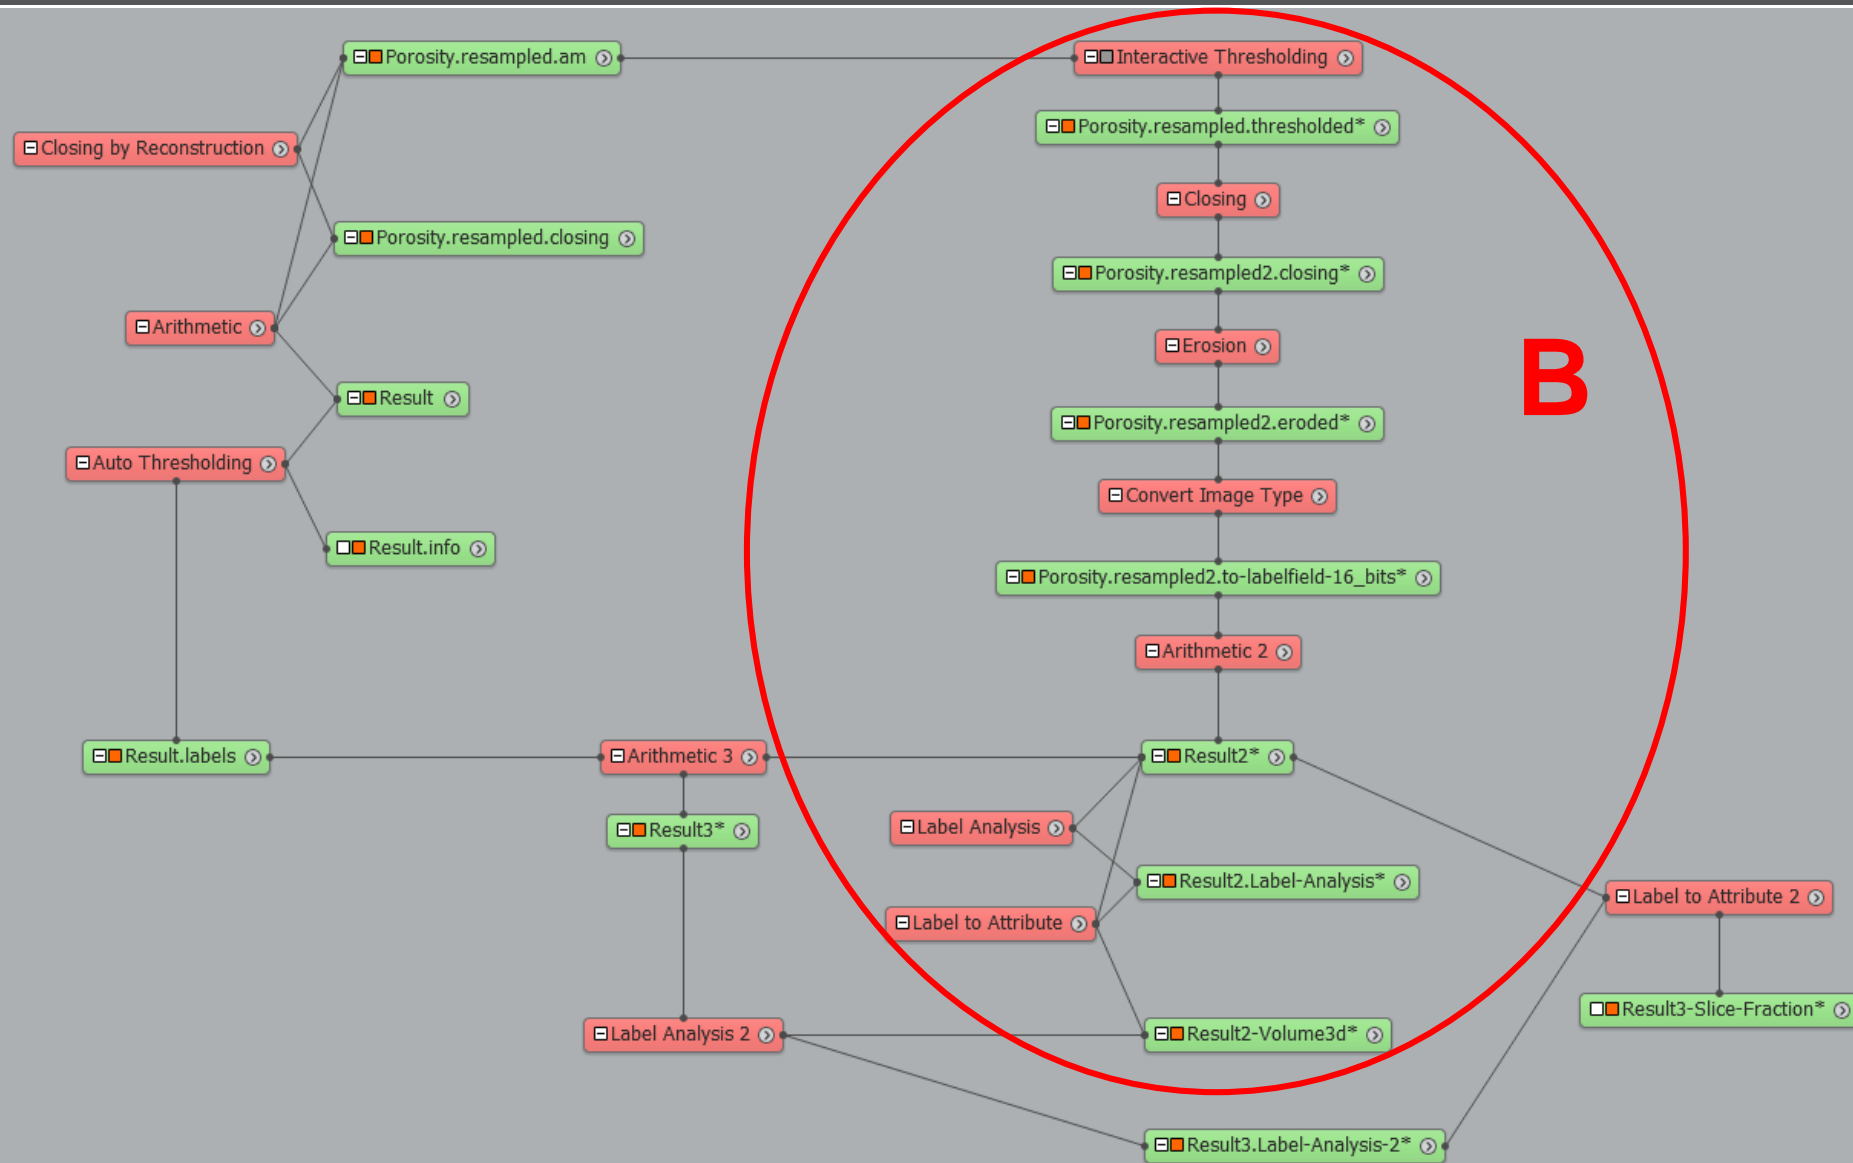 Porosity.resampled.am
Interactive Thresholding
Porosity.resampled.thresholded*
Closing by Reconstruction
Closing
Porosity.resampled.closing
Porosity.resampled2.closing*
Arithmetic
Erosion
B
Result
Porosity.resampled2.eroded*
Auto Thresholding
Convert Image Type
Result.info
Porosity.resampled2.to-labelfield-16_bits*
Arithmetic 2
Result.labels
Arithmetic 3
Result2*
Result3*
Label Analysis
Result2.Label-Analysis*
Label to Attribute 2
Label to Attribute
Result3-Slice-Fraction*
Label Analysis 2
Result2-Volume3d*
Result3.Label-Analysis-2*